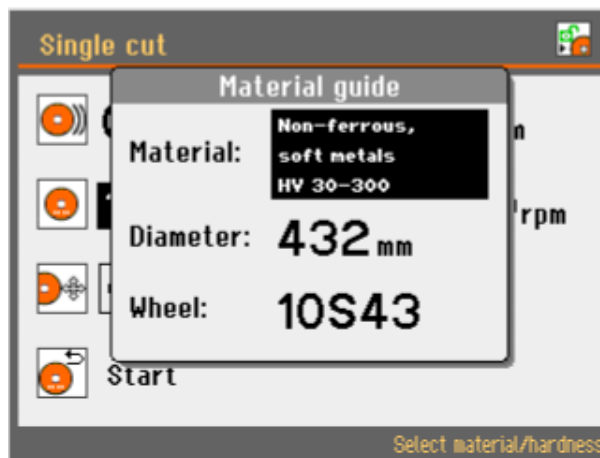 Single cut
Material guide
Material:
Non-ferrous,
soft metals
HV 30-300
Diameter:
432 mm
Wheel:
10S43
rpm
Start
Select material/hardness